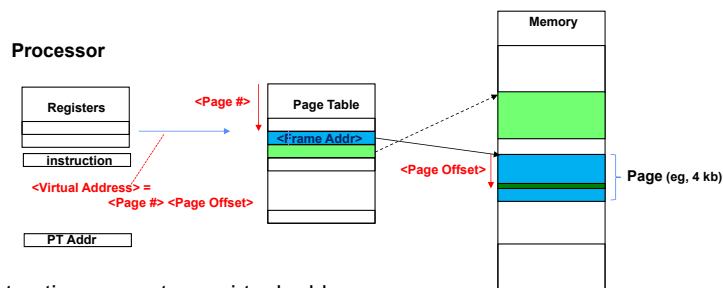 Memory
Processor
<Page #>
Registers
Page Table
<Frame Addr>
instruction
<Page Offset>
Page (eg, 4 kb)
<Virtual Address> =
<Page #> <Page Offset>
PT Addr